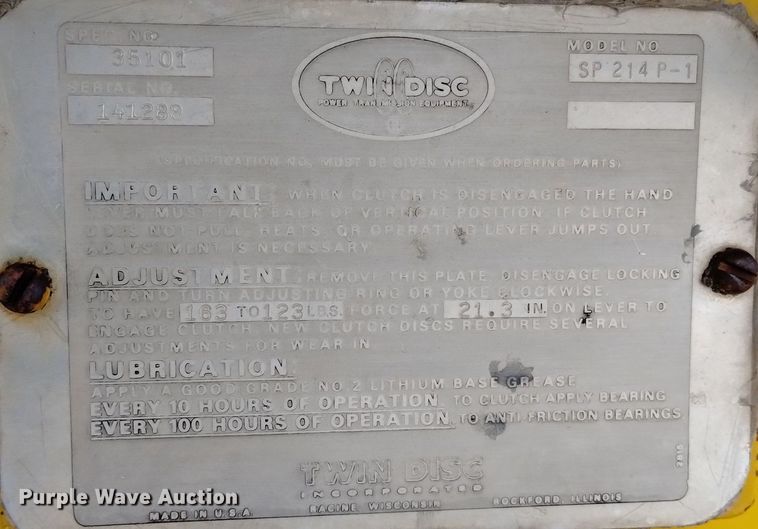 SPEC. NO.
35101
SERIAL NO.
141288
TWIN DISC
POWER TRANSMISSION EQUIPMENT
MODEL NO
SP 214 P-1
(SPECIFICATION NO. MUST BE GIVEN WHEN ORDERING PARTS)
IMPORTANT: WHEN CLUTCH IS DISENGAGED THE HAND
LEVER MUST FALL BACK OF VERTICAL POSITION. IF CLUTCH
DOES NOT PULL, HEATS, OR OPERATING LEVER JUMPS OUT,
ADJUSTMENT IS NECESSARY.
ADJUSTMENT: REMOVE THIS PLATE. DISENGAGE LOCKING
PIN AND TURN ADJUSTING RING OR YOKE CLOCKWISE.
TO HAVE 163 TO 123 LBS. FORCE AT 21.3 IN. ON LEVER TO
ENGAGE CLUTCH. NEW CLUTCH DISCS REQUIRE SEVERAL
ADJUSTMENTS FOR WEAR IN.
LUBRICATION:
APPLY A GOOD GRADE NO. 2 LITHIUM BASE GREASE
EVERY 10 HOURS OF OPERATION, TO CLUTCH APPLY BEARING
EVERY 100 HOURS OF OPERATION, TO ANTI-FRICTION BEARINGS
TWIN DISC
INCORPORATED
MADE IN U.S.A. RACINE WISCONSIN ROCKFORD, ILLINOIS
Purple Wave Auction